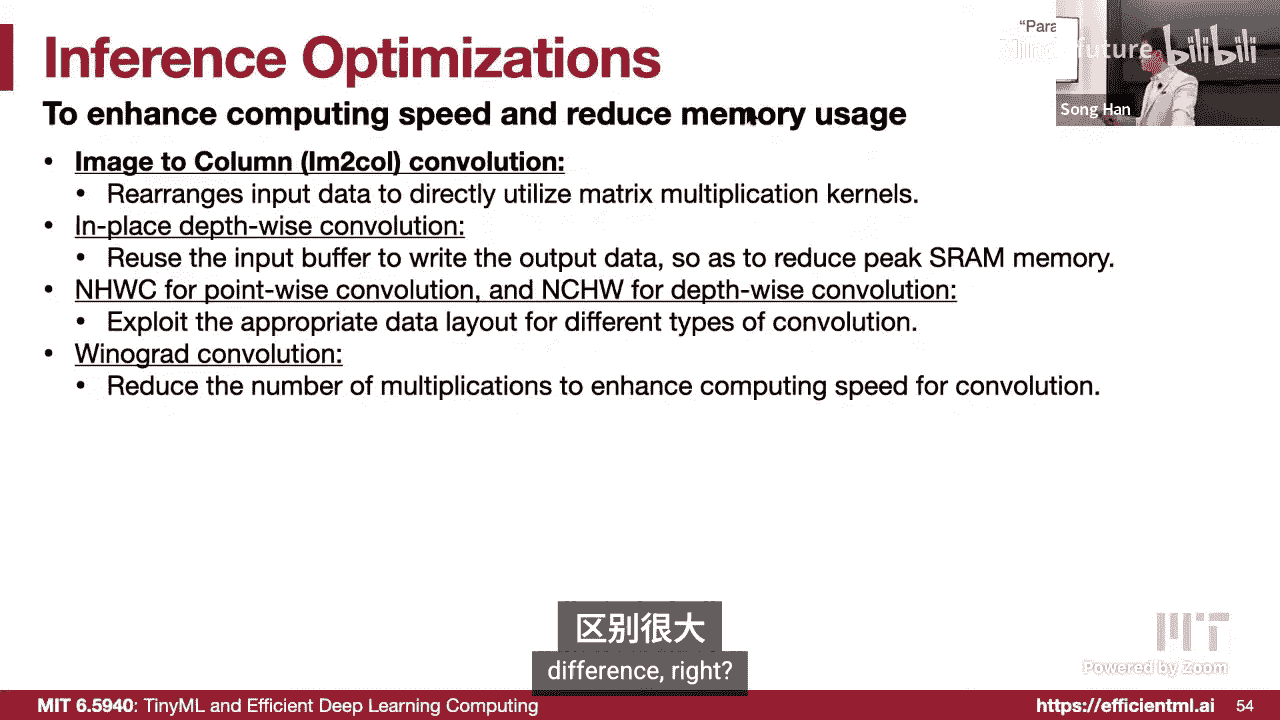 Inference Optimizations
"Para
Mind future bilibili
Song Han
To enhance computing speed and reduce memory usage
• Image to Column (Im2col) convolution:
• Rearranges input data to directly utilize matrix multiplication kernels.
• In-place depth-wise convolution:
• Reuse the input buffer to write the output data, so as to reduce peak SRAM memory.
• NHWC for point-wise convolution, and NCHW for depth-wise convolution:
• Exploit the appropriate data layout for different types of convolution.
• Winograd convolution:
• Reduce the number of multiplications to enhance computing speed for convolution.
区别很大
difference, right?
MIT
Powered by Zoom
MIT 6.5940: TinyML and Efficient Deep Learning Computing
https://efficientml.ai
54